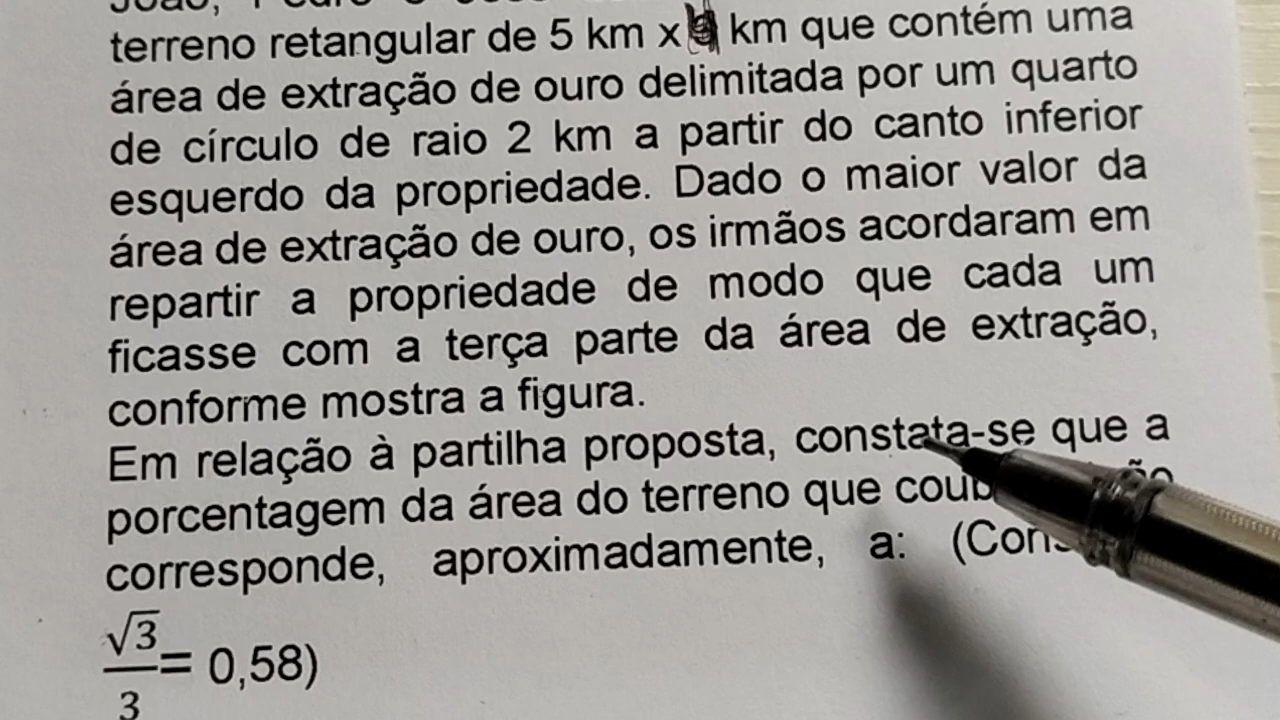 João,
terreno retangular de 5 km x km que contém uma
área de extração de ouro delimitada por um quarto
de círculo de raio 2 km a partir do canto inferior
esquerdo da propriedade. Dado o maior valor da
área de extração de ouro, os irmãos acordaram em
repartir a propriedade de modo que cada um
ficasse com a terça parte da área de extração,
conforme mostra a figura.
Em relação à partilha proposta, constata-se que a
porcentagem da área do terreno que
corresponde, aproximadamente, a:
√3/3 = 0,58)